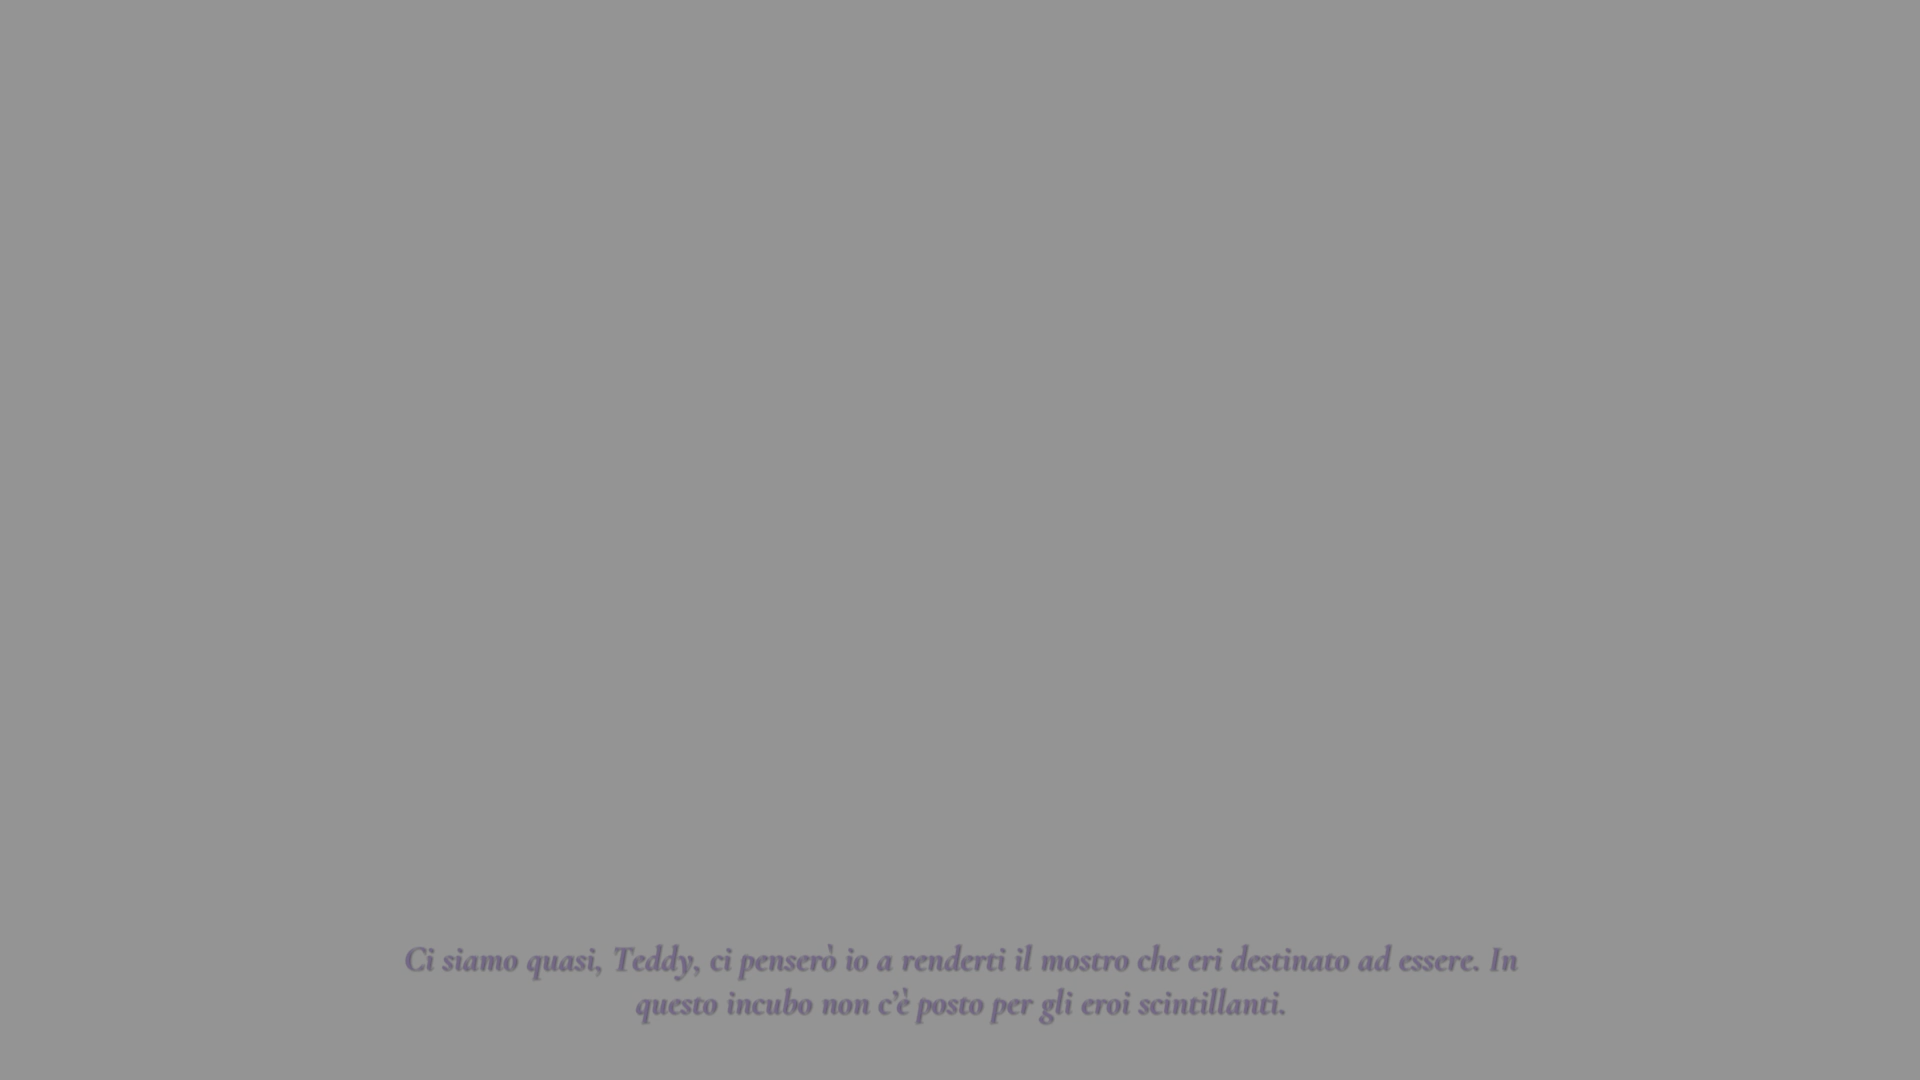 Ci siamo quasi, Teddy, ci penserò io a renderti il mostro che eri destinato ad essere. In
questo incubo non c’è posto per gli eroi scintillanti.